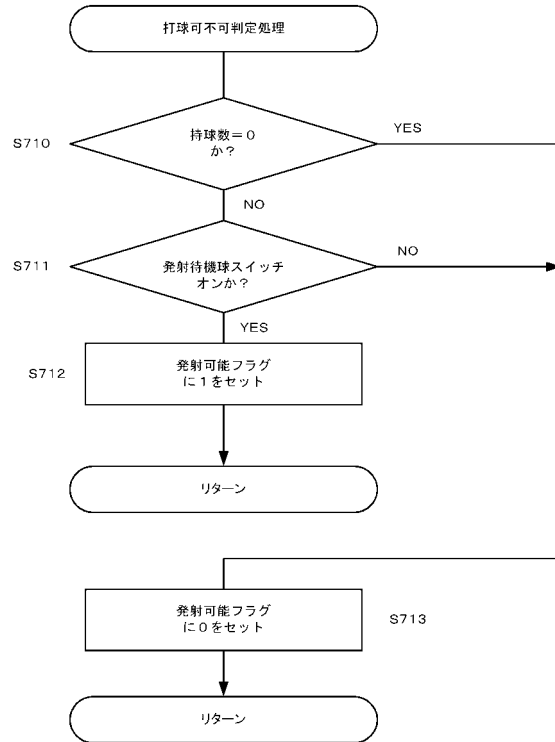 打球可不可判定処理
S710
持球数=0
か?
YES
NO
S711
発射待機球スイッチ
オンか?
NO
YES
S712
発射可能フラグ
に1をセット
リターン
発射可能フラグ
に0をセット
S713
リターン